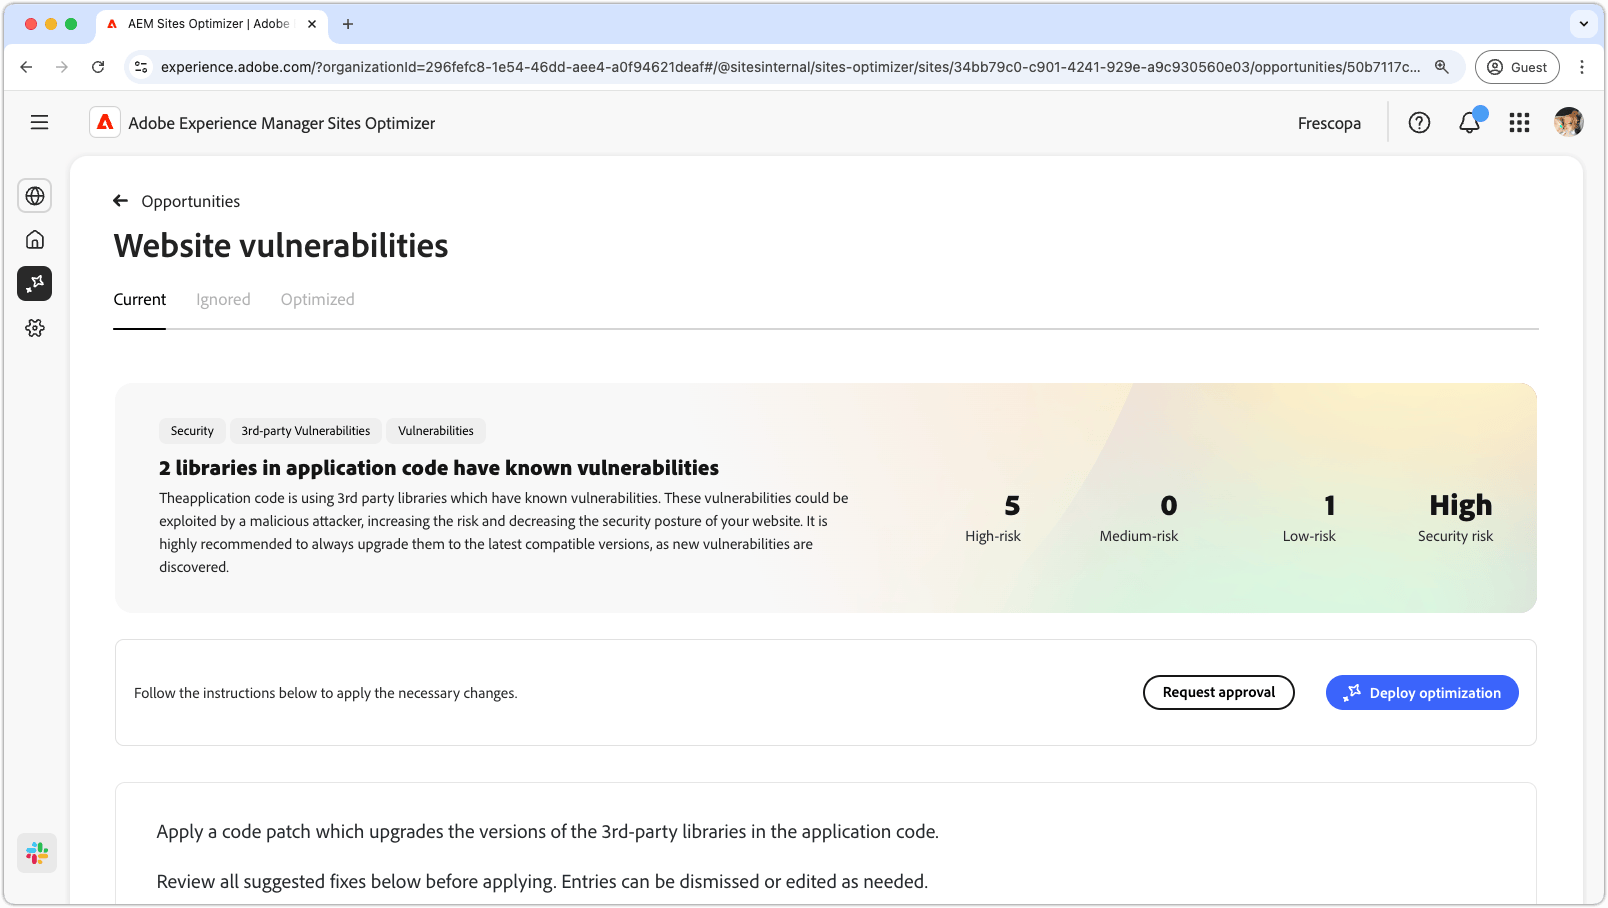 AEM Sites Optimizer | Adobe
experience.adobe.com/?organizationId=296fefc8-1e54-46dd-aee4-a0f94621deaf#/@sitesinternal/sites-optimizer/sites/34bb79c0-c901-4241-929e-a9c930560e03/opportunities/50b7117c...
Guest
Adobe Experience Manager Sites Optimizer
Frescopa
Opportunities
Website vulnerabilities
Current Ignored Optimized
Security 3rd-party Vulnerabilities Vulnerabilities
2 libraries in application code have known vulnerabilities
Theapplication code is using 3rd party libraries which have known vulnerabilities. These vulnerabilities could be
exploited by a malicious attacker, increasing the risk and decreasing the security posture of your website. It is
highly recommended to always upgrade them to the latest compatible versions, as new vulnerabilities are
discovered.
5 0 1 High
High-risk Medium-risk Low-risk Security risk
Follow the instructions below to apply the necessary changes.
Request approval
Deploy optimization
Apply a code patch which upgrades the versions of the 3rd-party libraries in the application code.
Review all suggested fixes below before applying. Entries can be dismissed or edited as needed.